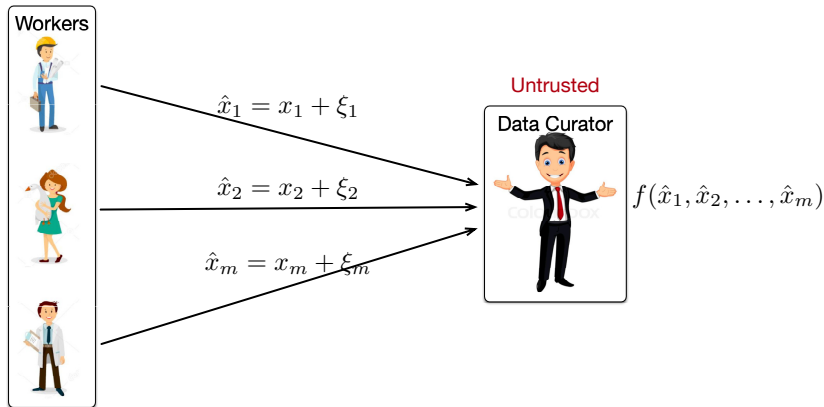 Workers
Untrusted
x̂₁ = x₁ + ξ₁
Data Curator
x̂₂ = x₂ + ξ₂
f(x̂₁, x̂₂, . . . , x̂ₘ)
x̂ₘ = xₘ + ξₘ